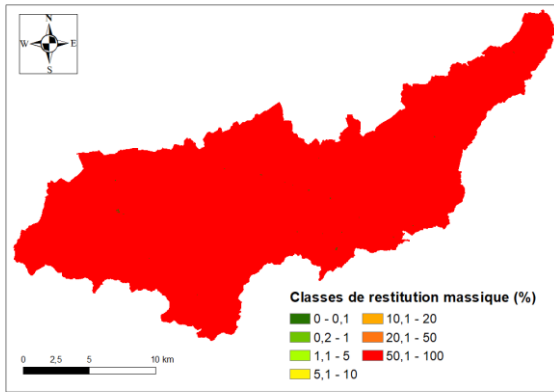 N
W E
S
Classes de restitution massique (%)
0 - 0,1 10,1 - 20
0,2 - 1 20,1 - 50
1,1 - 5 50,1 - 100
5,1 - 10
0 2,5 5 10 km